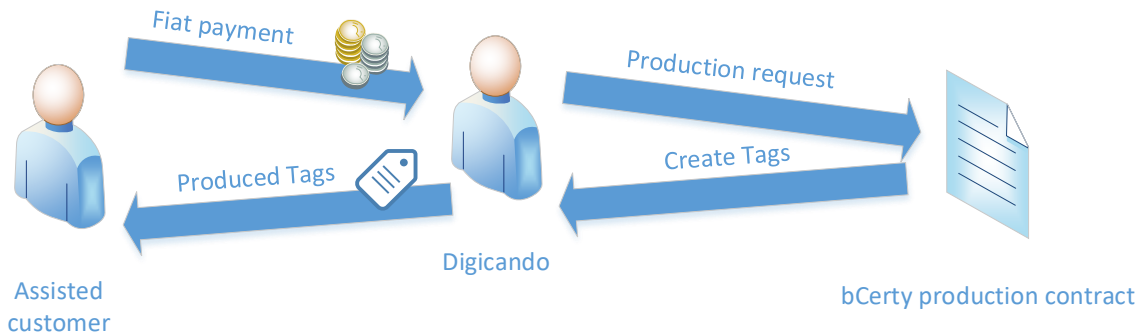 Fiat payment
Production request
Produced Tags
Create Tags
Digicando
Assisted
customer
bCerty production contract